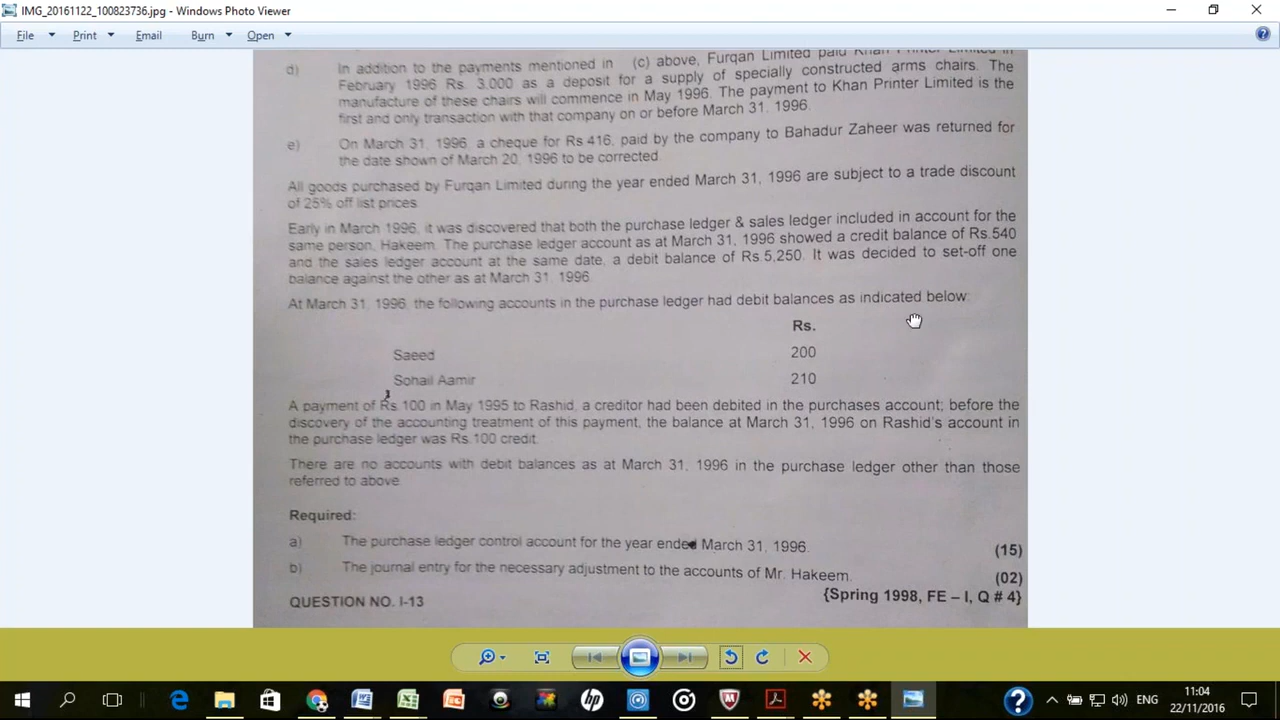 IMG_20161122_100823736.jpg - Windows Photo Viewer
File Print Email Burn Open
d) In addition to the payments mentioned in (c) above, Furqan Limited paid Khan Printer Limited in
February 1996 Rs. 3,000 as a deposit for a supply of specially constructed arms chairs. The
manufacture of these chairs will commence in May 1996. The payment to Khan Printer Limited is the
first and only transaction with that company on or before March 31, 1996.
e) On March 31, 1996, a cheque for Rs.416, paid by the company to Bahadur Zaheer was returned for
the date shown of March 20, 1996 to be corrected.
All goods purchased by Furqan Limited during the year ended March 31, 1996 are subject to a trade discount
of 25% off list prices.
Early in March 1996, it was discovered that both the purchase ledger & sales ledger included in account for the
same person, Hakeem. The purchase ledger account as at March 31, 1996 showed a credit balance of Rs.540
and the sales ledger account at the same date, a debit balance of Rs.5,250. It was decided to set-off one
balance against the other as at March 31, 1996.
At March 31, 1996, the following accounts in the purchase ledger had debit balances as indicated below:
Rs.
Saeed 200
Sohail Aamir 210
A payment of Rs.100 in May 1995 to Rashid, a creditor had been debited in the purchases account; before the
discovery of the accounting treatment of this payment, the balance at March 31, 1996 on Rashid's account in
the purchase ledger was Rs.100 credit.
There are no accounts with debit balances as at March 31, 1996 in the purchase ledger other than those
referred to above.
Required:
a) The purchase ledger control account for the year ended March 31, 1996. (15)
b) The journal entry for the necessary adjustment to the accounts of Mr. Hakeem. (02)
{Spring 1998, FE – I, Q # 4}
QUESTION NO. I-13
ENG
11:04
22/11/2016